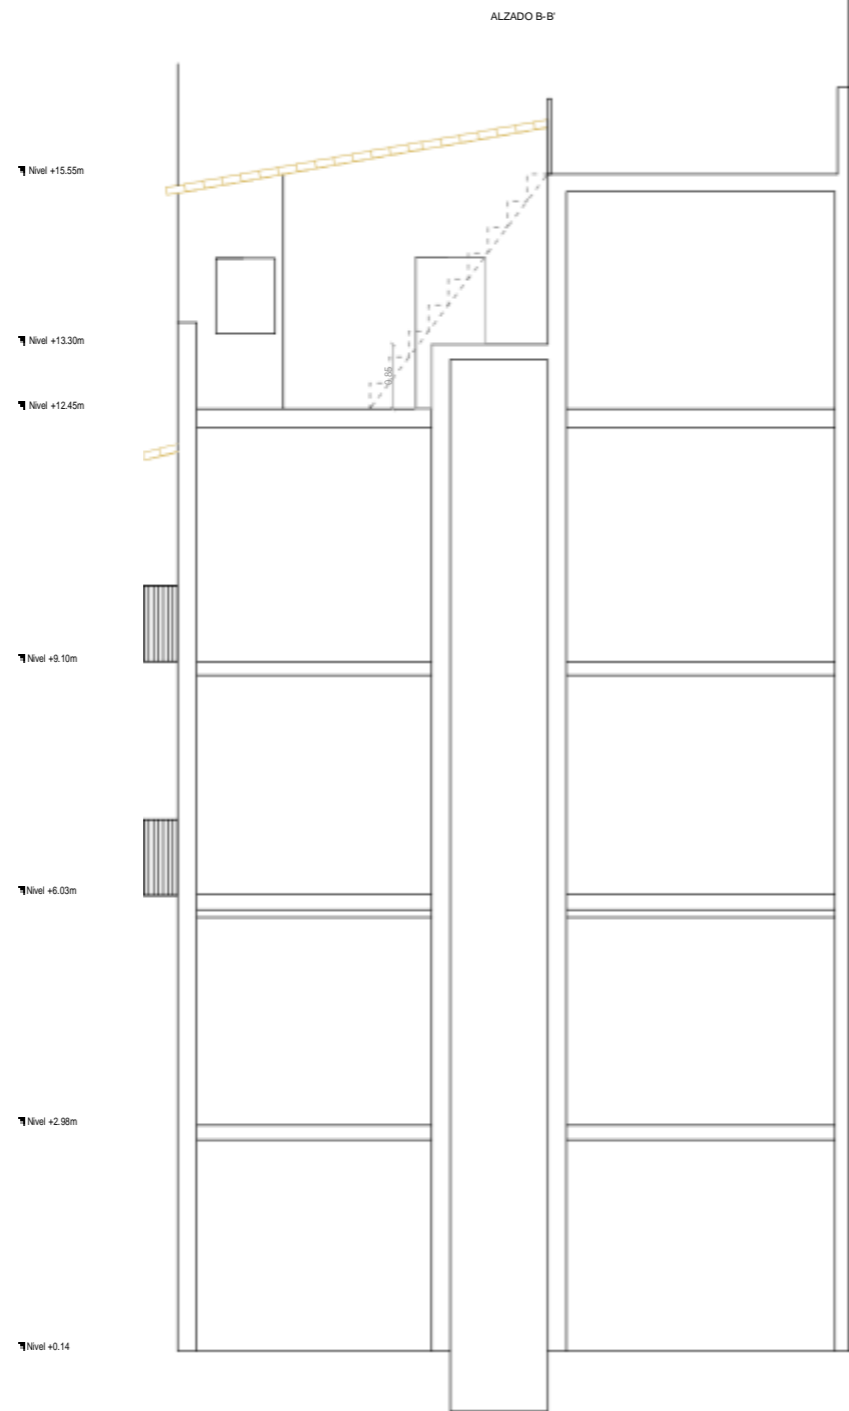 ALZADO B-B'
Nivel +15.55m
Nivel +13.30m
0.85
Nivel +12.45m
Nivel +9.10m
Nivel +6.03m
Nivel +2.98m
Nivel +0.14